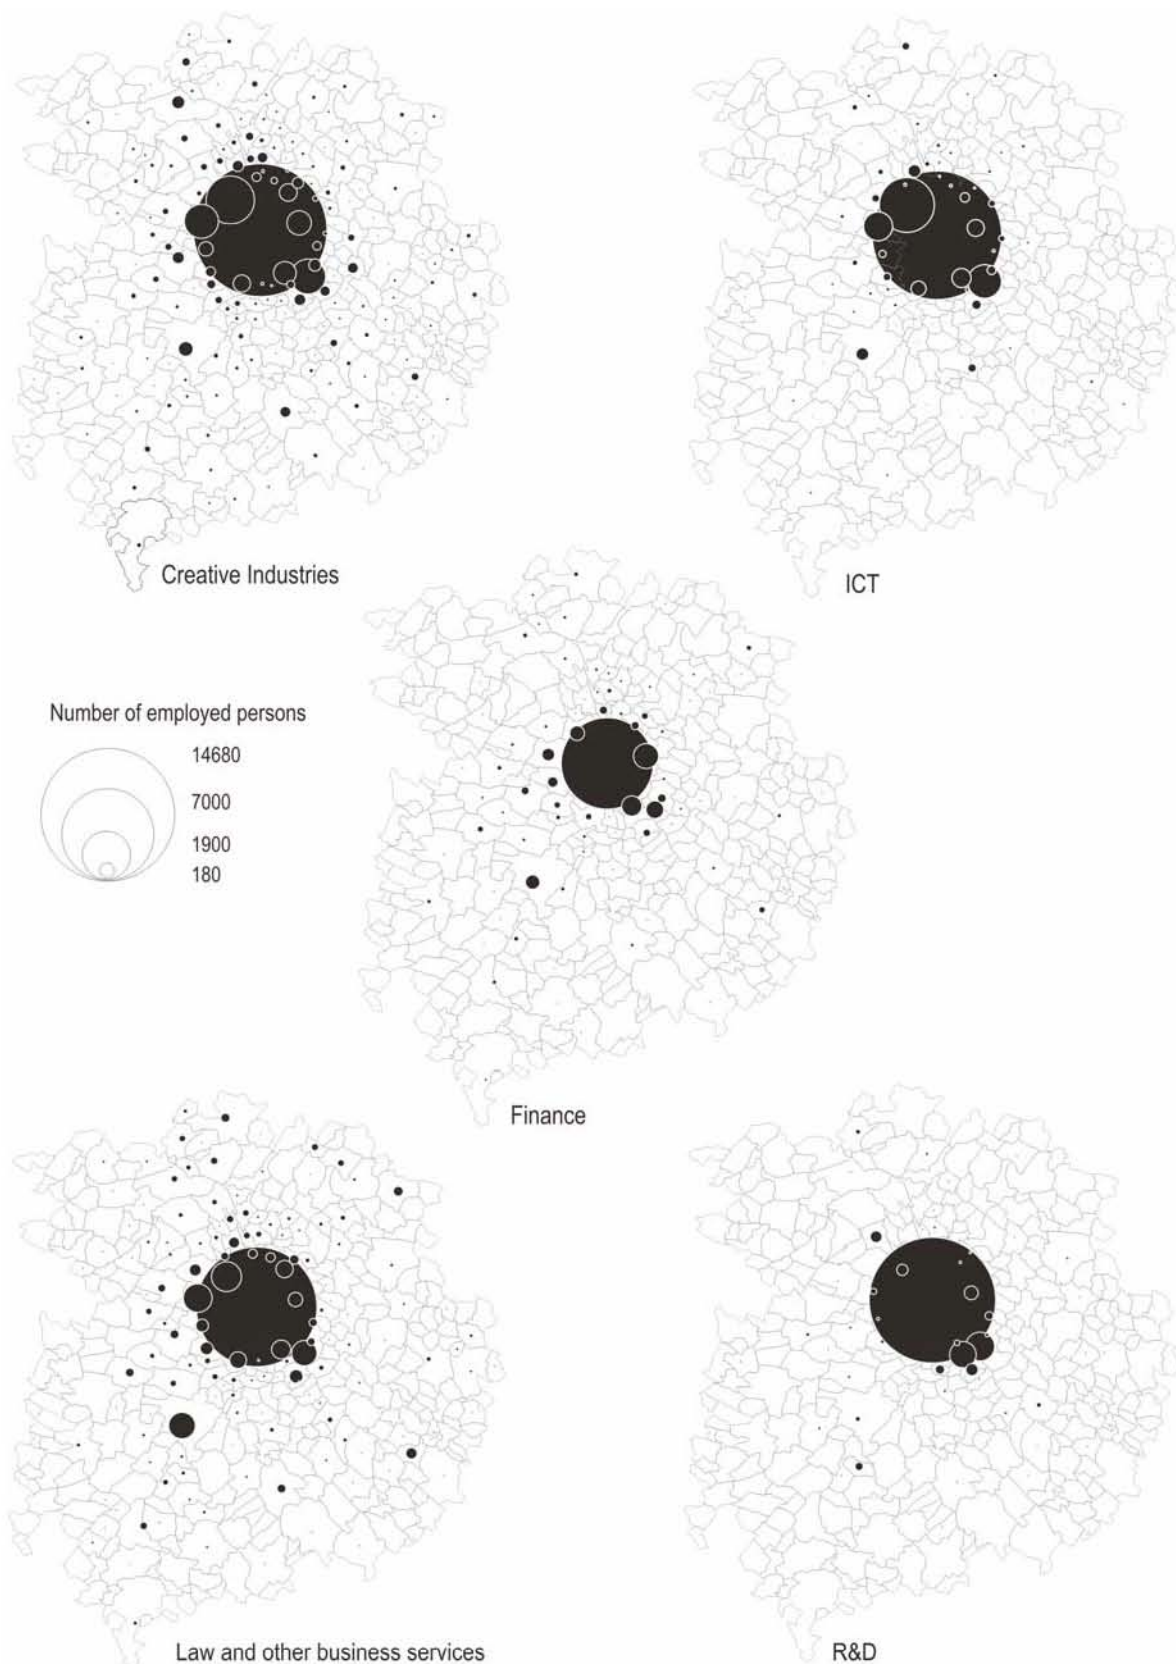 Creative Industries
ICT
Number of employed persons
14680
7000
1900
180
Finance
Law and other business services
R&D